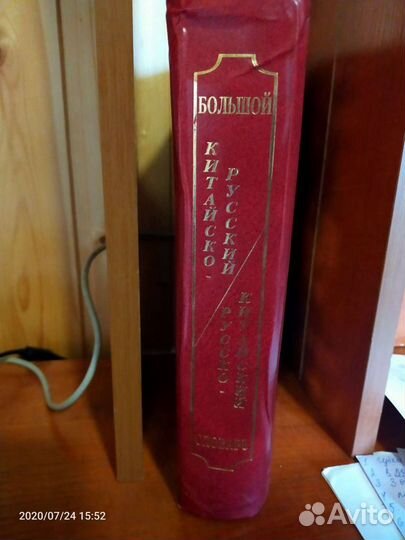 БОЛЬШОЙ
КИТАЙСКО-
РУССКИЙ
РУССКО-
КИТАЙСКИЙ
СЛОВАРЬ
2020/07/24 15:52
Avito